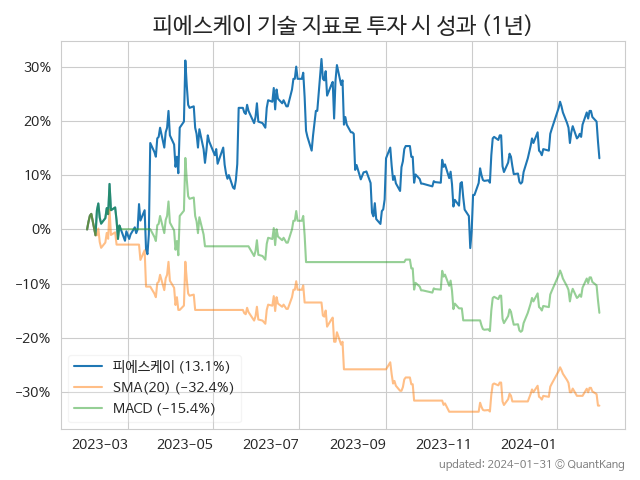 피에스케이 기술 지표로 투자 시 성과 (1년)
30%
20%
10%
0%
−10%
−20%
−30%
피에스케이 (13.1%)
SMA(20) (−32.4%)
MACD (−15.4%)
2023-03 2023-05 2023-07 2023-09 2023-11 2024-01
updated: 2024-01-31 © QuantKang